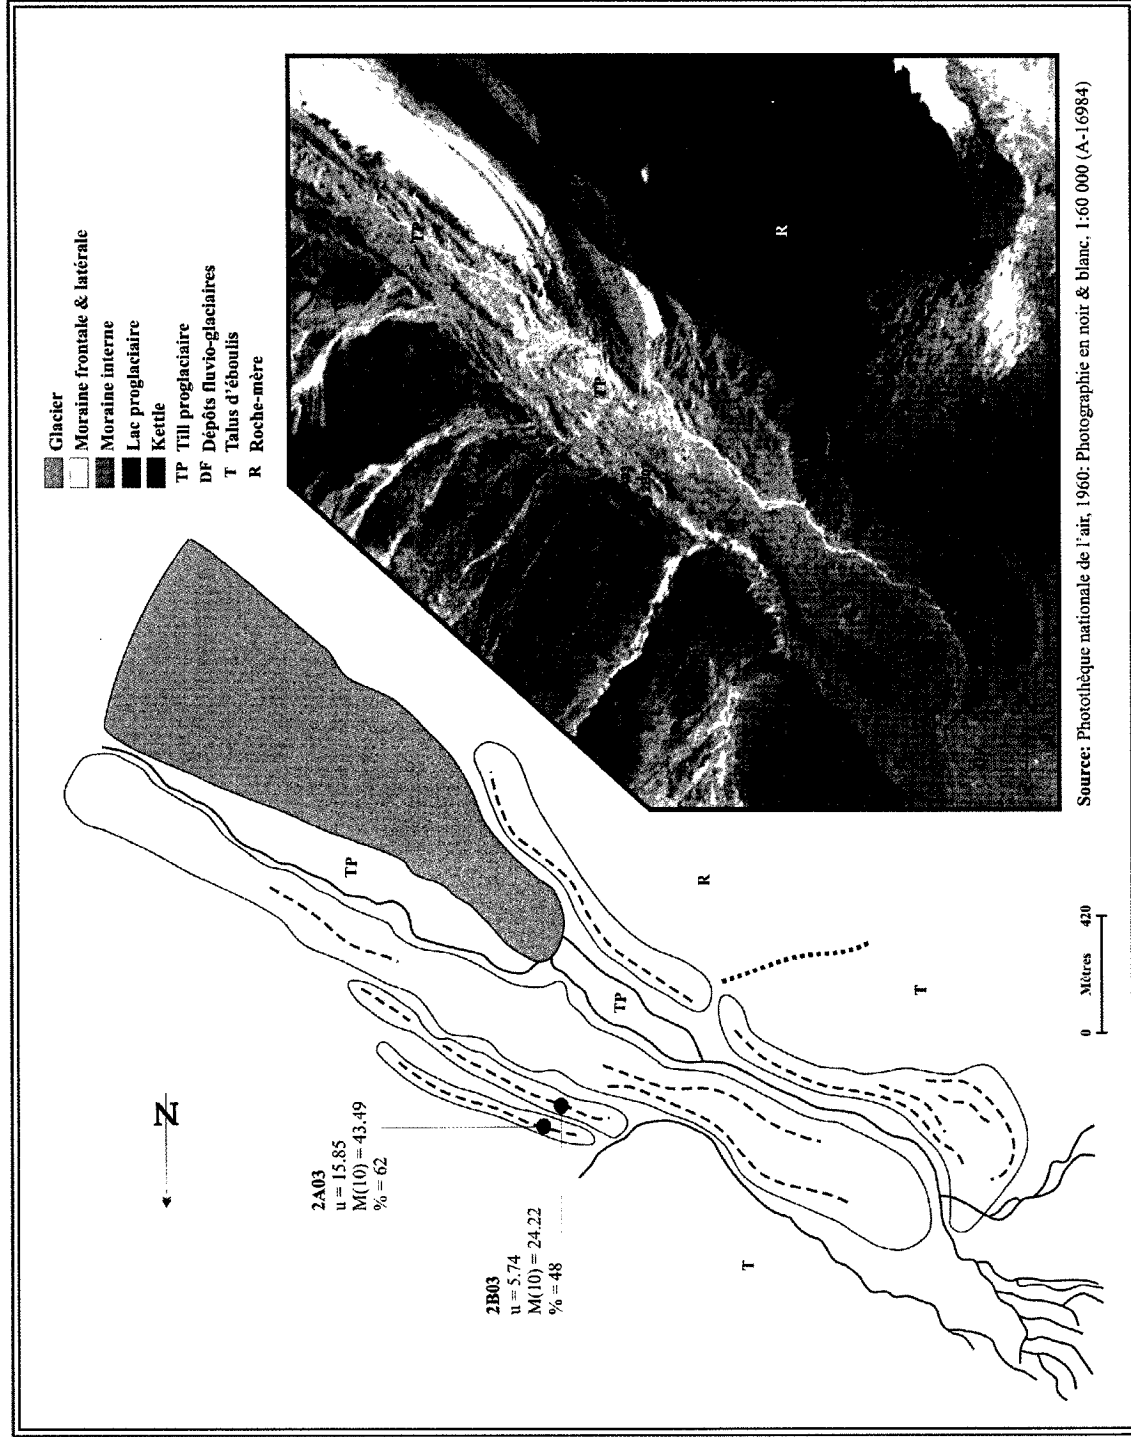 Glacier
Moraine frontale & latérale
Moraine interne
Lac proglaciaire
Kettle
TP Till proglaciaire
DF Dépôts fluvio-glaciaires
T Talus d'éboulis
R Roche-mère
N
2A03
u = 15.85
M(10) = 43.49
% = 62
2B03
u = 5.74
M(10) = 24.22
% = 48
TP
TP
R
T
T
TP
TP
R
0 Mètres 420
Source: Photothèque nationale de l'air, 1960: Photographie en noir & blanc. 1:60 000 (A-16984)